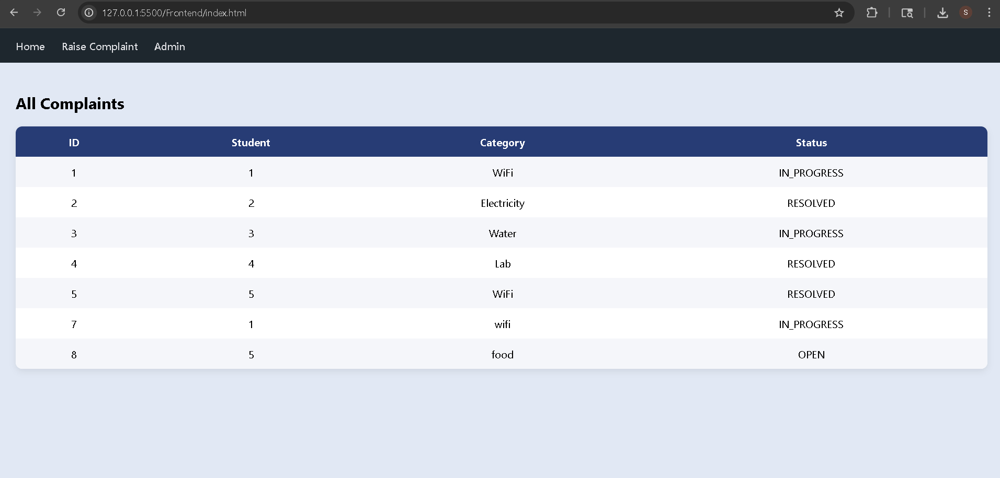 127.0.0.1:5500/Frontend/index.html
S
Home Raise Complaint Admin
All Complaints
ID Student Category Status
1 1 WiFi IN_PROGRESS
2 2 Electricity RESOLVED
3 3 Water IN_PROGRESS
4 4 Lab RESOLVED
5 5 WiFi RESOLVED
7 1 wifi IN_PROGRESS
8 5 food OPEN